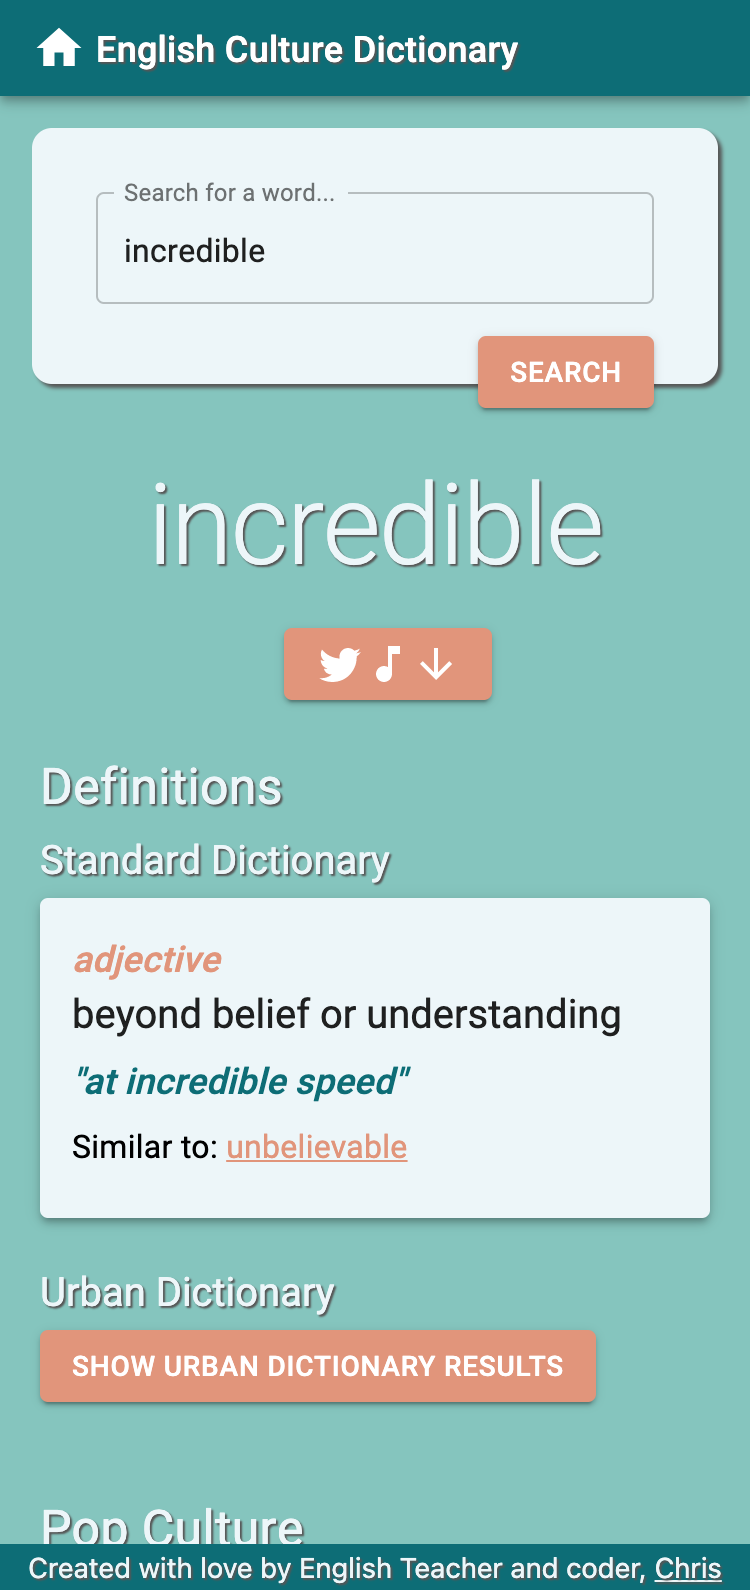 English Culture Dictionary
Search for a word...
incredible
SEARCH
incredible
Definitions
Standard Dictionary
adjective
beyond belief or understanding
"at incredible speed"
Similar to: unbelievable
Urban Dictionary
SHOW URBAN DICTIONARY RESULTS
Pop Culture
Created with love by English Teacher and coder, Chris